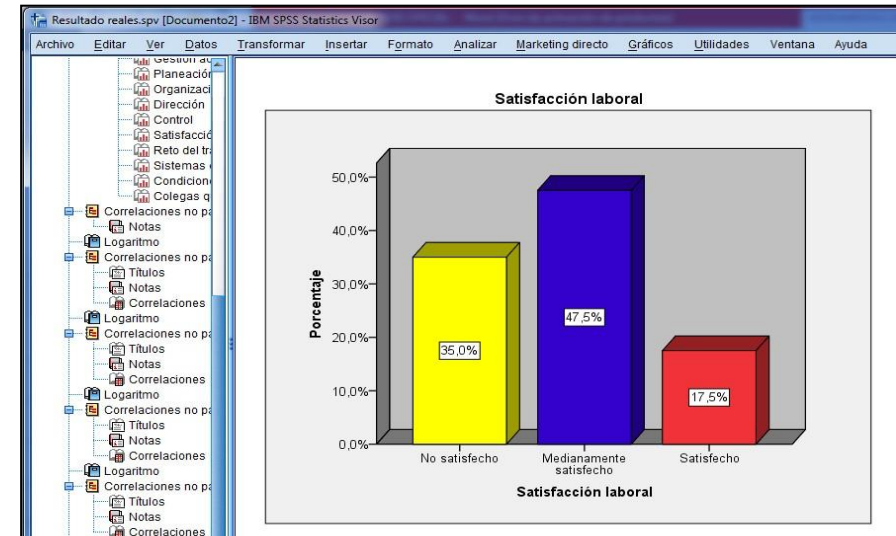 Resultado reales.spv [Documento2] - IBM SPSS Statistics Visor
Archivo Editar Ver Datos Transformar Insertar Formato Analizar Marketing directo Gráficos Utilidades Ventana Ayuda
Planeación
Organizaci
Dirección
Control
Satisfacció
Reto del tra
Sistemas
Condicion
Colegas q
Correlaciones no pa
Notas
Logaritmo
Correlaciones no pa
Títulos
Notas
Correlaciones
Logaritmo
Correlaciones no pa
Títulos
Notas
Correlaciones
Logaritmo
Correlaciones no pa
Títulos
Notas
Correlaciones
Logaritmo
Correlaciones no pa
Títulos
Notas
Correlaciones
Satisfacción laboral
Porcentaje
50,0%
40,0%
30,0%
20,0%
10,0%
0,0%
35,0%
47,5%
17,5%
No satisfecho
Medianamente
satisfecho
Satisfecho
Satisfacción laboral